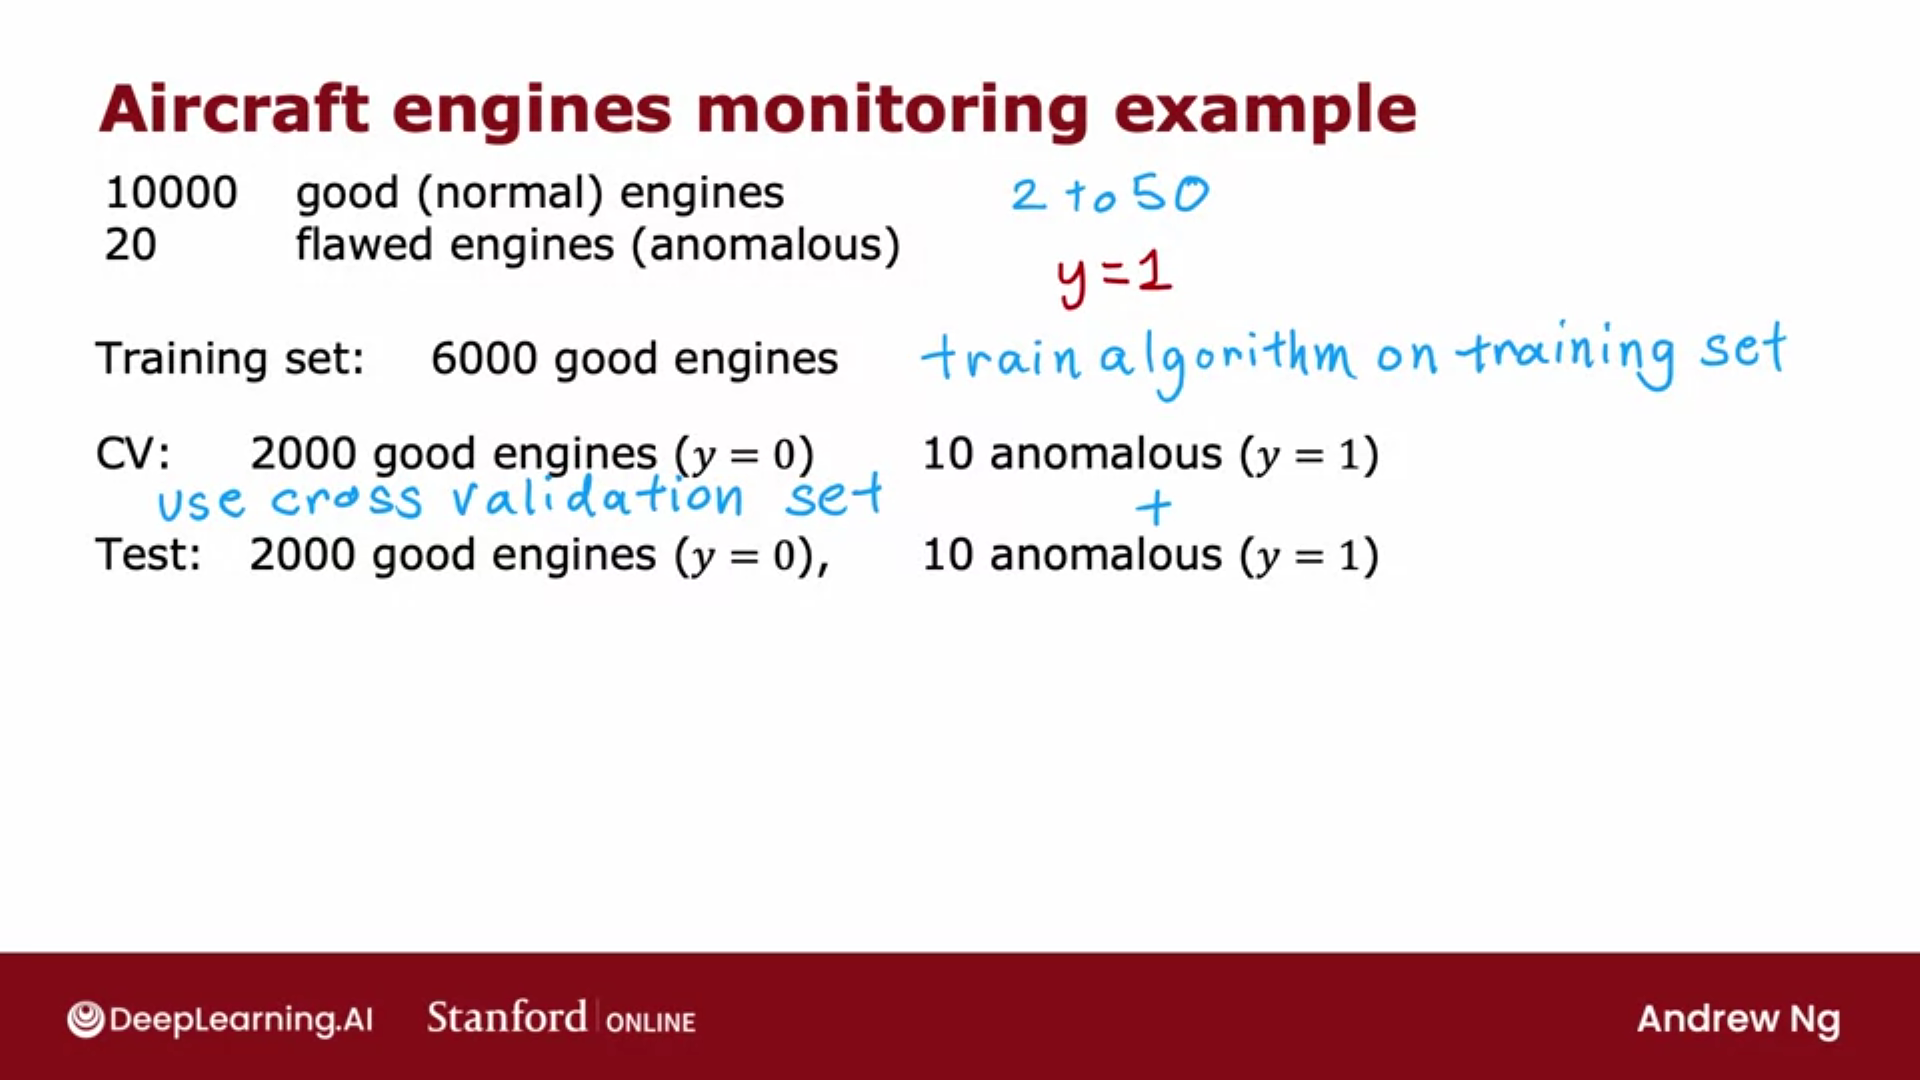 Aircraft engines monitoring example
10000 good (normal) engines 2 to 50
20 flawed engines (anomalous)
y=1
Training set: 6000 good engines train algorithm on training set
CV: 2000 good engines (y = 0) 10 anomalous (y = 1)
use cross validation set +
Test: 2000 good engines (y = 0), 10 anomalous (y = 1)
DeepLearning.AI Stanford ONLINE Andrew Ng